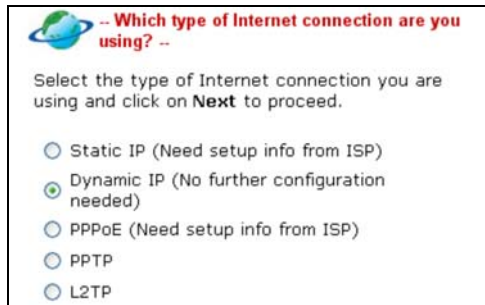 -- Which type of Internet connection are you
using? --
Select the type of Internet connection you are
using and click on Next to proceed.
Static IP (Need setup info from ISP)
Dynamic IP (No further configuration
needed)
PPPoE (Need setup info from ISP)
PPTP
L2TP